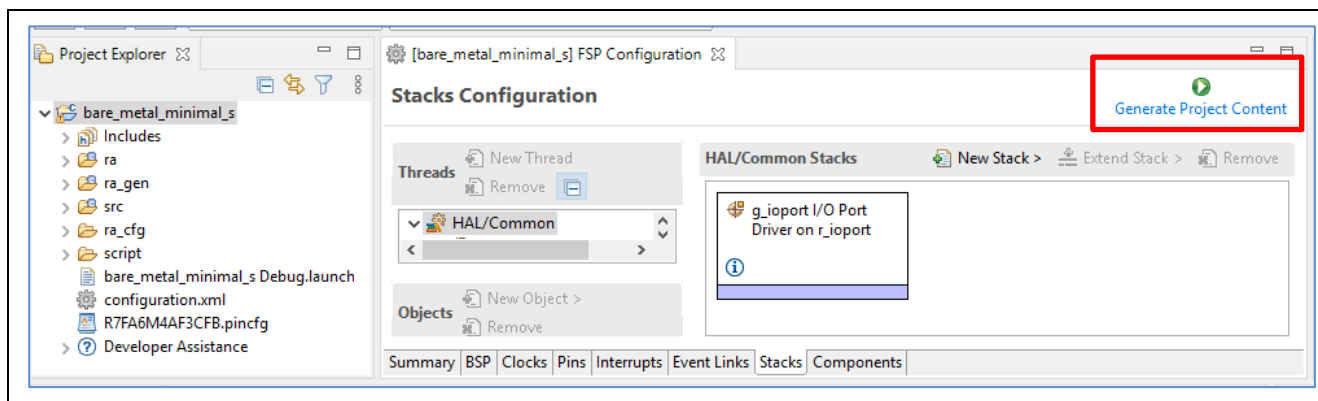 Project Explorer
bare_metal_minimal_s
Includes
ra
ra_gen
src
ra_cfg
script
bare_metal_minimal_s Debug.launch
configuration.xml
R7FA6M4AF3CFB.pincfg
Developer Assistance
[bare_metal_minimal_s] FSP Configuration
Stacks Configuration
Generate Project Content
Threads
New Thread
Remove
HAL/Common
Objects
New Object >
Remove
HAL/Common Stacks
New Stack >
Extend Stack >
Remove
g_ioport I/O Port
Driver on r_ioport
Summary BSP Clocks Pins Interrupts Event Links Stacks Components